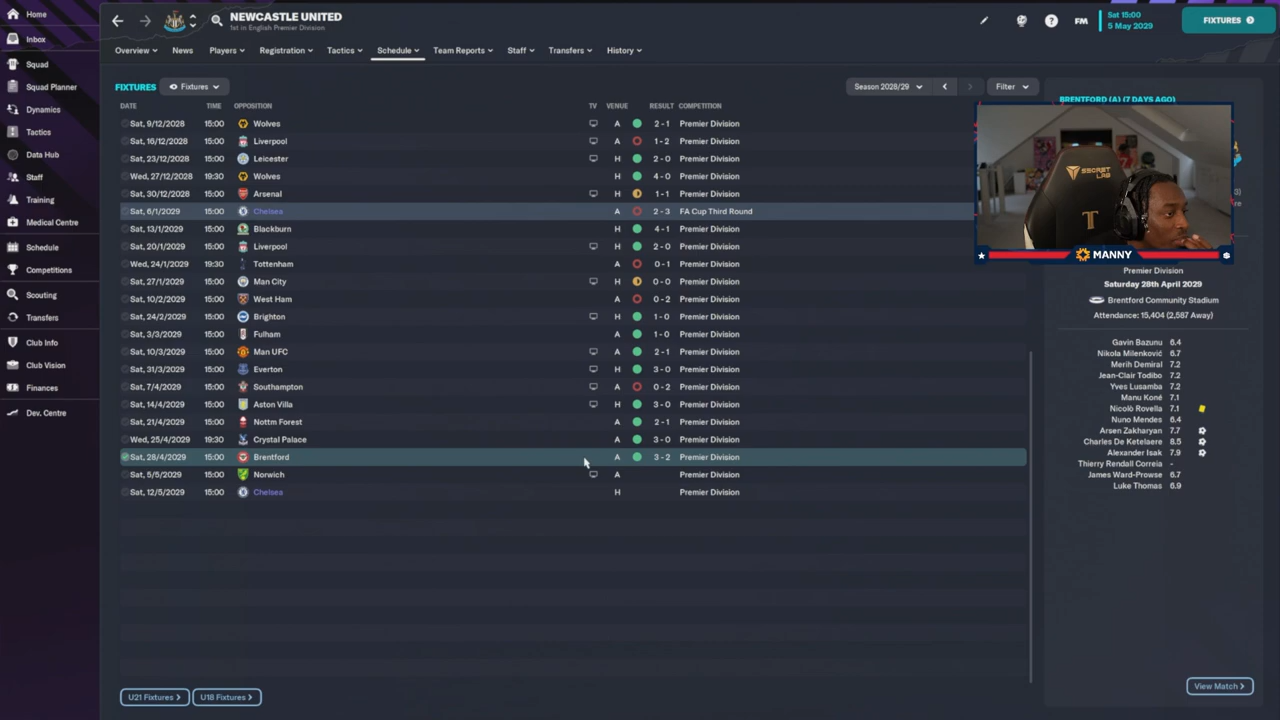 Home
NEWCASTLE UNITED
1st in English Premier Division
FM
Sat 15:00
5 May 2029
FIXTURES
Inbox
Overview News Players Registration Tactics Schedule Team Reports Staff Transfers History
Squad
Squad Planner
Dynamics
Tactics
Data Hub
Staff
Training
Medical Centre
Schedule
Competitions
Scouting
Transfers
Club Info
Club Vision
Finances
Dev. Centre
FIXTURES Fixtures Season 2028/29 Filter
DATE TIME OPPOSITION TV VENUE RESULT COMPETITION
Sat, 9/12/2028 15:00 Wolves A 2 - 1 Premier Division
Sat, 16/12/2028 15:00 Liverpool A 1 - 2 Premier Division
Sat, 23/12/2028 15:00 Leicester H 2 - 0 Premier Division
Wed, 27/12/2028 19:30 Wolves H 4 - 0 Premier Division
Sat, 30/12/2028 15:00 Arsenal H 1 - 1 Premier Division
Sat, 6/1/2029 15:00 Chelsea A 2 - 3 FA Cup Third Round
Sat, 13/1/2029 15:00 Blackburn H 4 - 1 Premier Division
Sat, 20/1/2029 15:00 Liverpool H 2 - 0 Premier Division
Wed, 24/1/2029 19:30 Tottenham A 0 - 1 Premier Division
Sat, 27/1/2029 15:00 Man City H 0 - 0 Premier Division
Sat, 10/2/2029 15:00 West Ham A 0 - 2 Premier Division
Sat, 24/2/2029 15:00 Brighton H 1 - 0 Premier Division
Sat, 3/3/2029 15:00 Fulham A 1 - 0 Premier Division
Sat, 10/3/2029 15:00 Man UFC A 2 - 1 Premier Division
Sat, 31/3/2029 15:00 Everton H 3 - 0 Premier Division
Sat, 7/4/2029 15:00 Southampton A 0 - 2 Premier Division
Sat, 14/4/2029 15:00 Aston Villa H 3 - 0 Premier Division
Sat, 21/4/2029 15:00 Nottm Forest A 2 - 1 Premier Division
Wed, 25/4/2029 19:30 Crystal Palace A 3 - 0 Premier Division
Sat, 28/4/2029 15:00 Brentford A 3 - 2 Premier Division
Sat, 5/5/2029 15:00 Norwich A Premier Division
Sat, 12/5/2029 15:00 Chelsea H Premier Division
U21 Fixtures U18 Fixtures
BRENTFORD (A) (7 DAYS AGO)
SECRET LAB
MANNY
Premier Division
Saturday 28th April 2029
Brentford Community Stadium
Attendance: 15,404 (2,587 Away)
Gavin Bazunu 6.4
Nikola Milenković 6.7
Merih Demiral 7.2
Jean-Clair Todibo 7.2
Yves Lusamba 7.2
Manu Koné 7.1
Nicolò Rovella 7.1
Nuno Mendes 6.4
Arsen Zakharyan 7.7
Charles De Ketelaere 8.5
Alexander Isak 7.9
Thierry Rendall Correia -
James Ward-Prowse 6.7
Luke Thomas 6.9
View Match